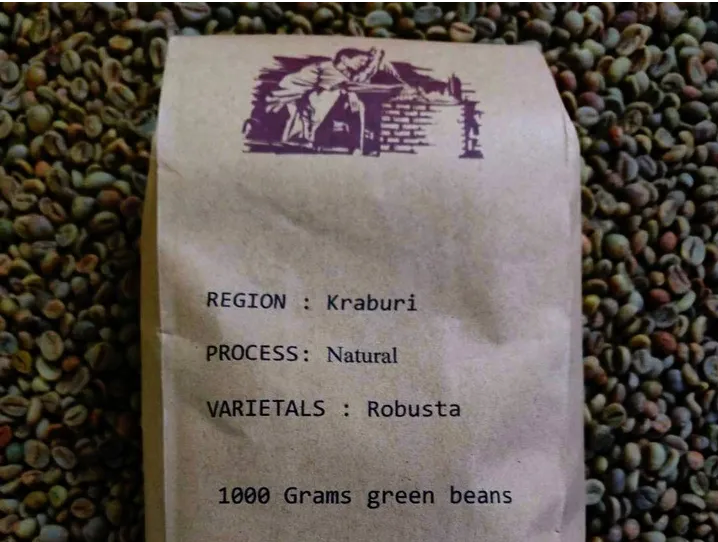 REGION : Kraburi
PROCESS: Natural
VARIETALS : Robusta
1000 Grams green beans